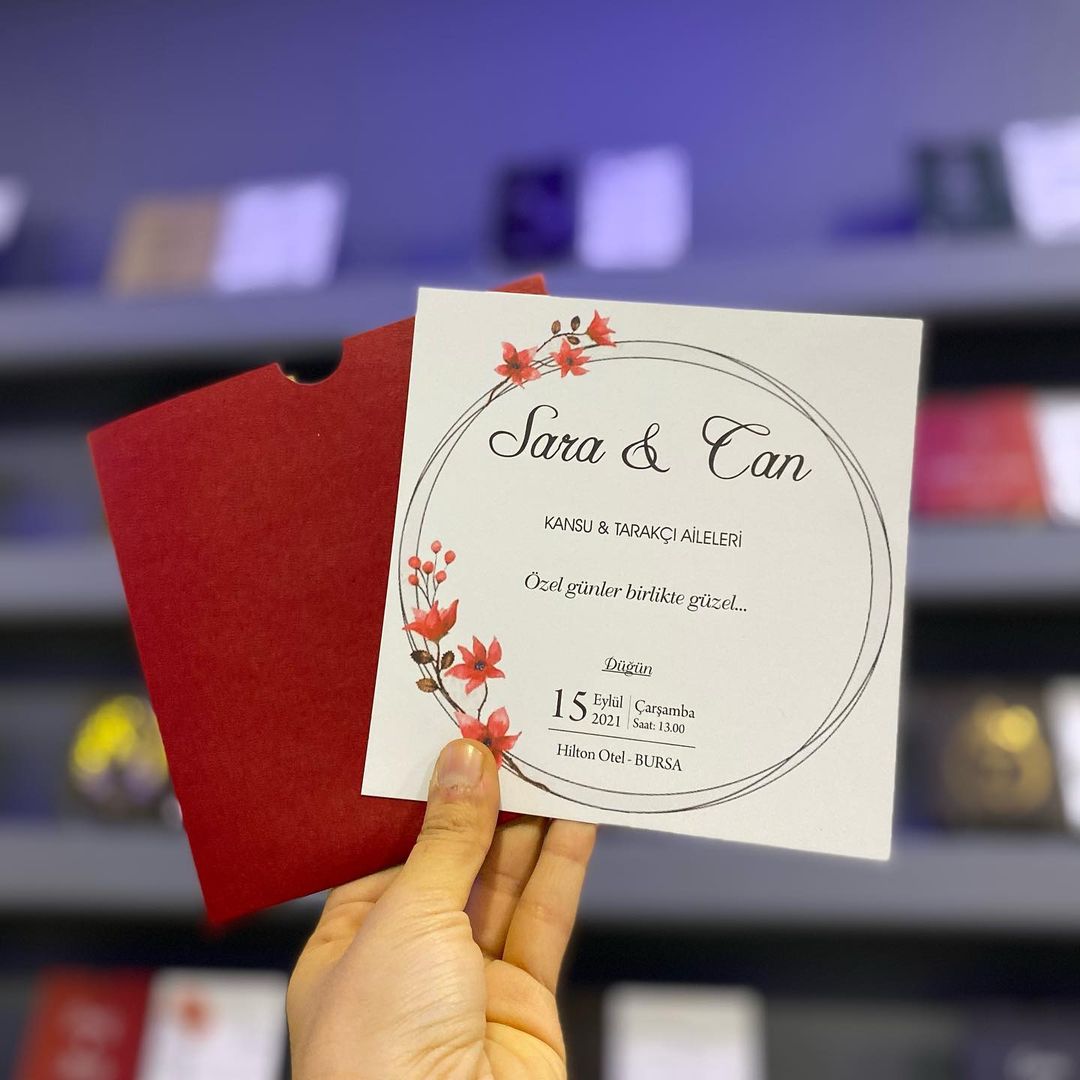 Sara & Can
KANSU & TARAKÇI AİLELERİ
Özel günler birlikte güzel...
Düğün
15 Eylül 2021 Çarşamba Saat: 13.00
Hilton Otel - BURSA